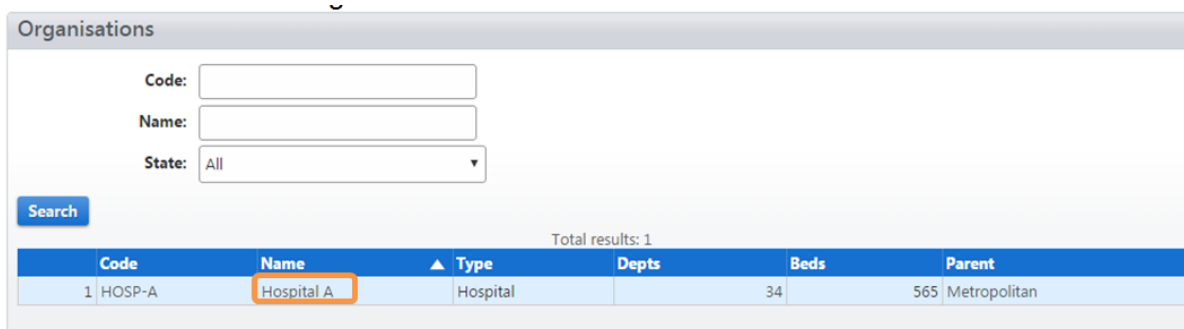 Organisations
Code:
Name:
State: All
Search
Total results: 1
Code Name Type Depts Beds Parent
1 HOSP-A Hospital A Hospital 34 565 Metropolitan